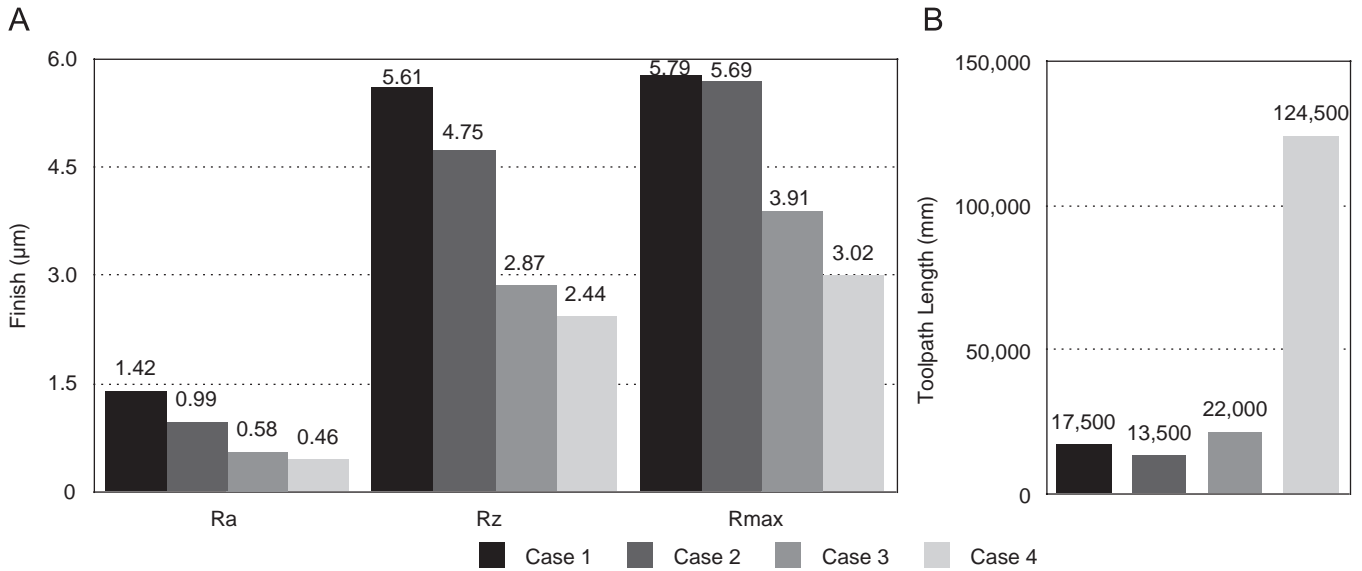 A
Finish (µm)
6.0
4.5
3.0
1.5
0
1.42
0.99
0.58
0.46
5.61
4.75
2.87
2.44
5.79
5.69
3.91
3.02
Ra
Rz
Rmax
B
Toolpath Length (mm)
150,000
100,000
50,000
0
17,500
13,500
22,000
124,500
Case 1
Case 2
Case 3
Case 4